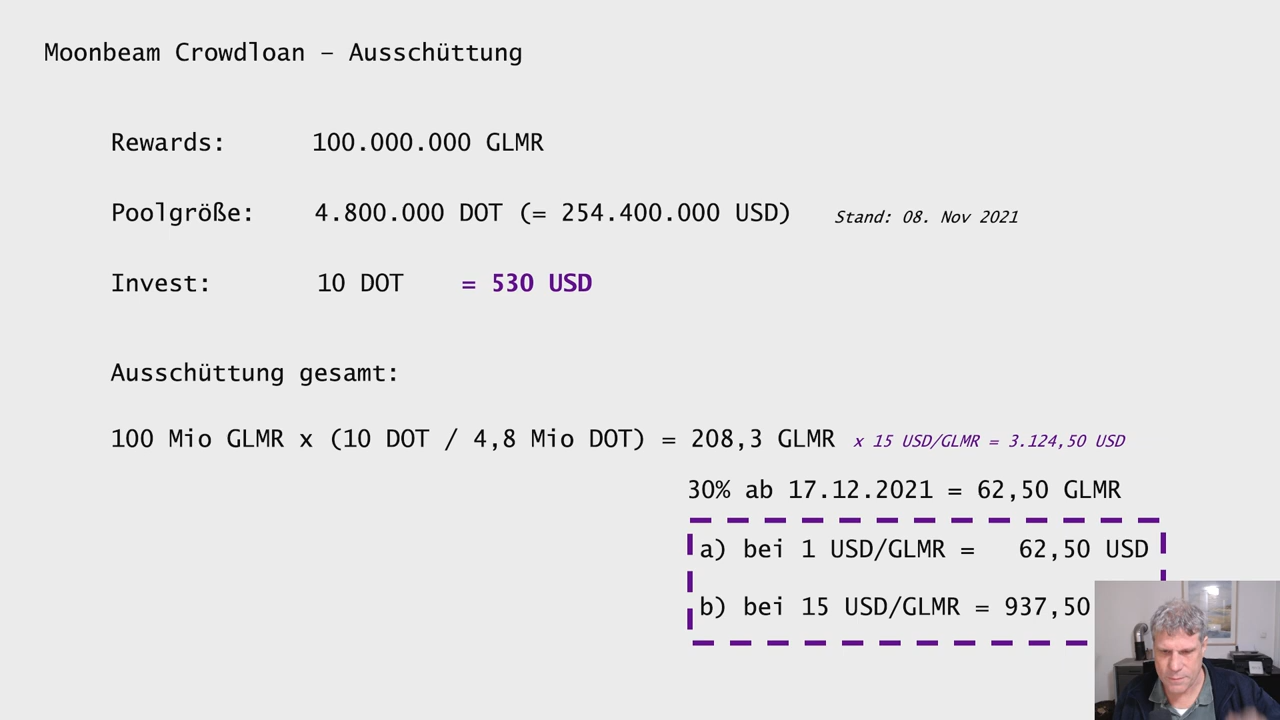 Moonbeam Crowdloan – Ausschüttung
Rewards: 100.000.000 GLMR
Poolgröße: 4.800.000 DOT (= 254.400.000 USD) Stand: 08. Nov 2021
Invest: 10 DOT = 530 USD
Ausschüttung gesamt:
100 Mio GLMR x (10 DOT / 4,8 Mio DOT) = 208,3 GLMR x 15 USD/GLMR = 3.124,50 USD
30% ab 17.12.2021 = 62,50 GLMR
a) bei 1 USD/GLMR = 62,50 USD
b) bei 15 USD/GLMR = 937,50